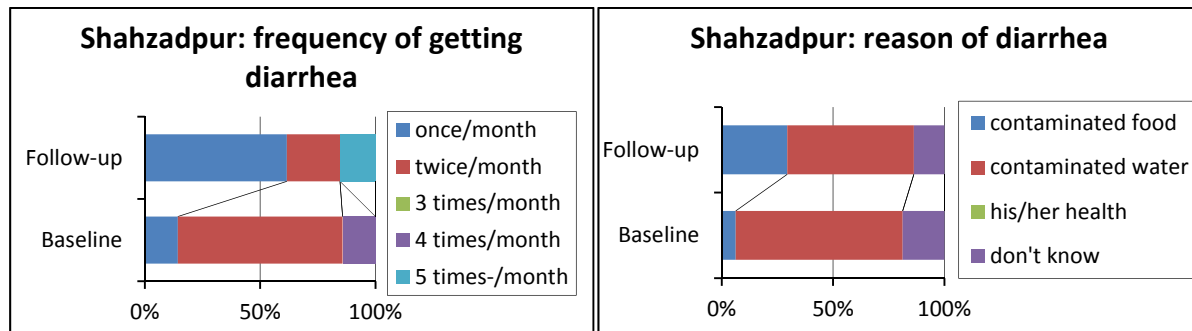 Shahzadpur: frequency of getting
diarrhea
Follow-up
Baseline
0%
50%
100%
once/month
twice/month
3 times/month
4 times/month
5 times-/month
Shahzadpur: reason of diarrhea
Follow-up
Baseline
0%
50%
100%
contaminated food
contaminated water
his/her health
don't know